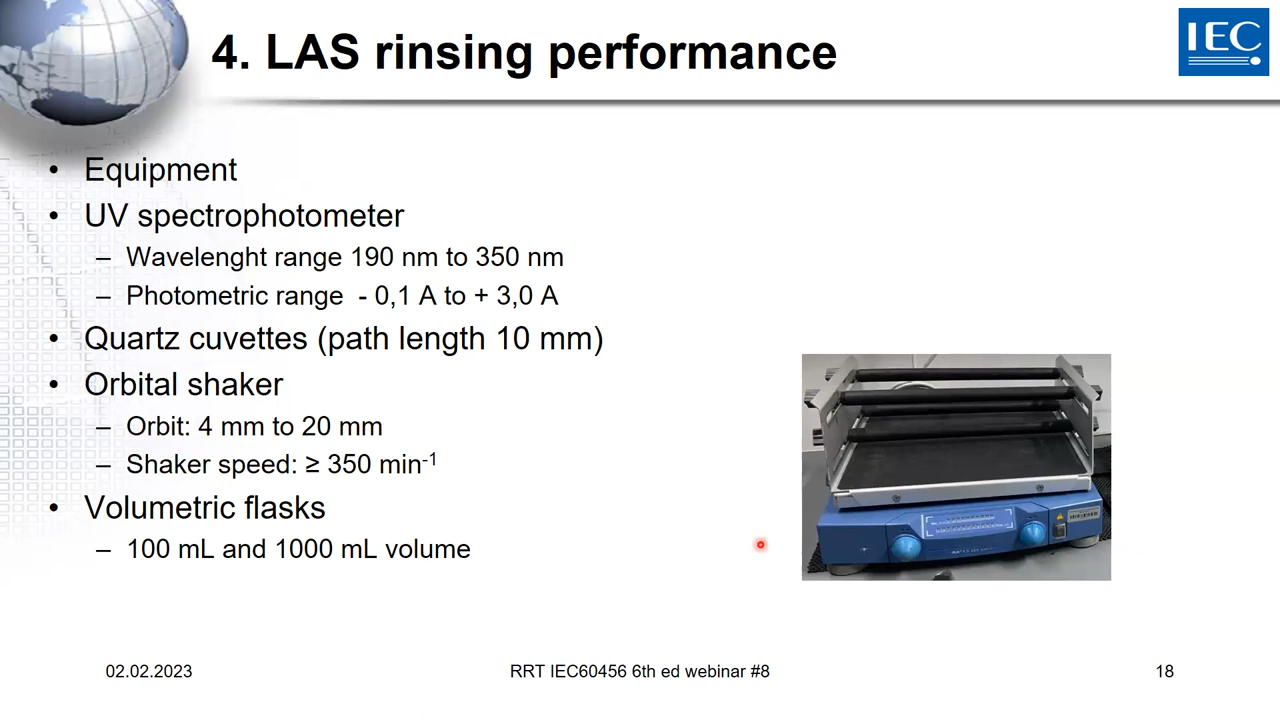 4. LAS rinsing performance
IEC
• Equipment
• UV spectrophotometer
– Wavelenght range 190 nm to 350 nm
– Photometric range - 0,1 A to + 3,0 A
• Quartz cuvettes (path length 10 mm)
• Orbital shaker
– Orbit: 4 mm to 20 mm
– Shaker speed: ≥ 350 min⁻¹
• Volumetric flasks
– 100 mL and 1000 mL volume
02.02.2023
RRT IEC60456 6th ed webinar #8
18